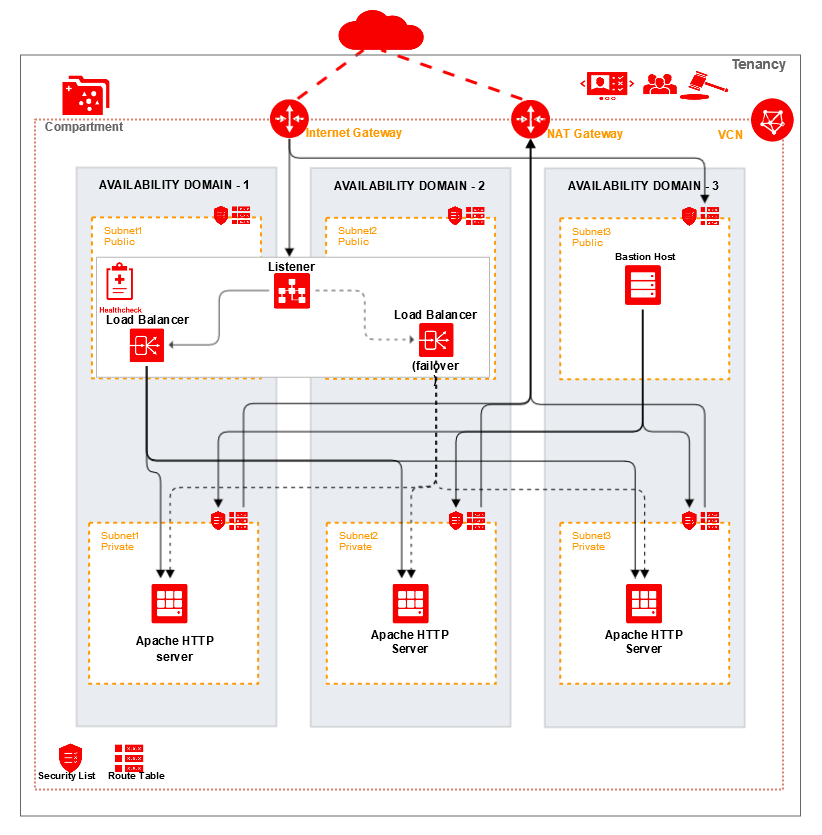 Tenancy
Compartment
Internet Gateway
NAT Gateway
VCN
AVAILABILITY DOMAIN - 1
AVAILABILITY DOMAIN - 2
AVAILABILITY DOMAIN - 3
Subnet1
Public
Subnet2
Public
Subnet3
Public
Listener
Bastion Host
Healthcheck
Load Balancer
Load Balancer
(failover
)
Subnet1
Private
Subnet2
Private
Subnet3
Private
Apache HTTP
server
Apache HTTP
Server
Apache HTTP
Server
Security List
Route Table